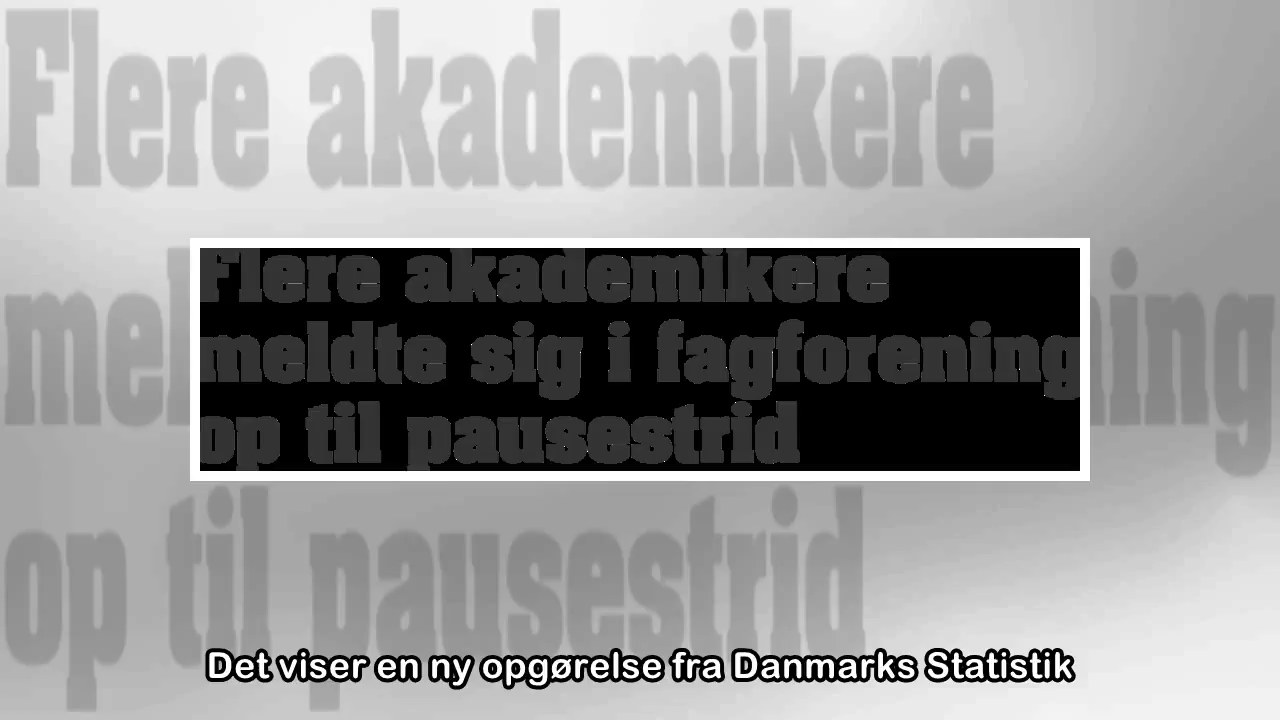 Flere akademikere
meldte sig i fagforening
op til pausestrid
Det viser en ny opgørelse fra Danmarks Statistik